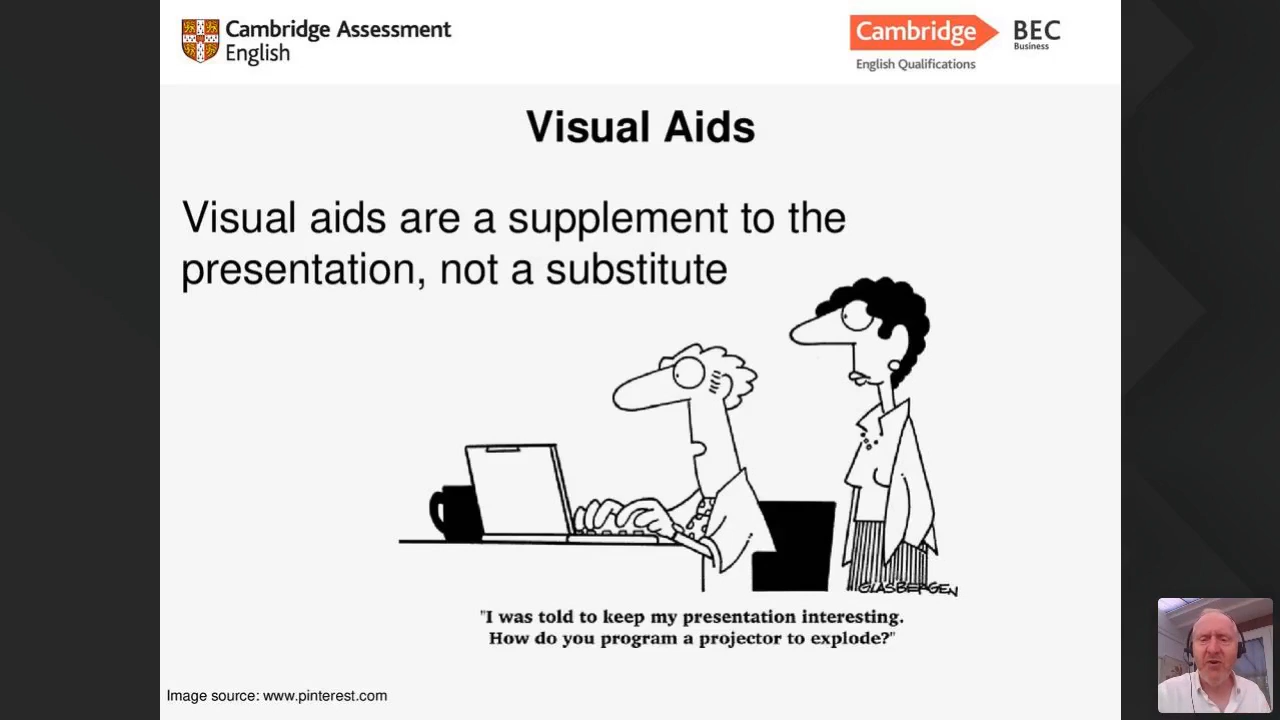 Cambridge Assessment
English
Cambridge
English Qualifications
BEC
Business
Visual Aids
Visual aids are a supplement to the
presentation, not a substitute
GLASBERGEN
"I was told to keep my presentation interesting.
How do you program a projector to explode?"
Image source: www.pinterest.com